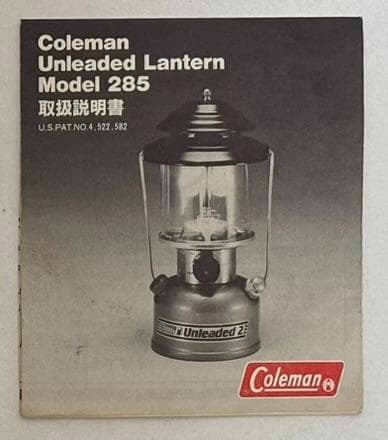 Coleman
Unleaded Lantern
Model 285
取扱説明書
U.S.PAT.NO.4,522,582
Unleaded 2
Coleman